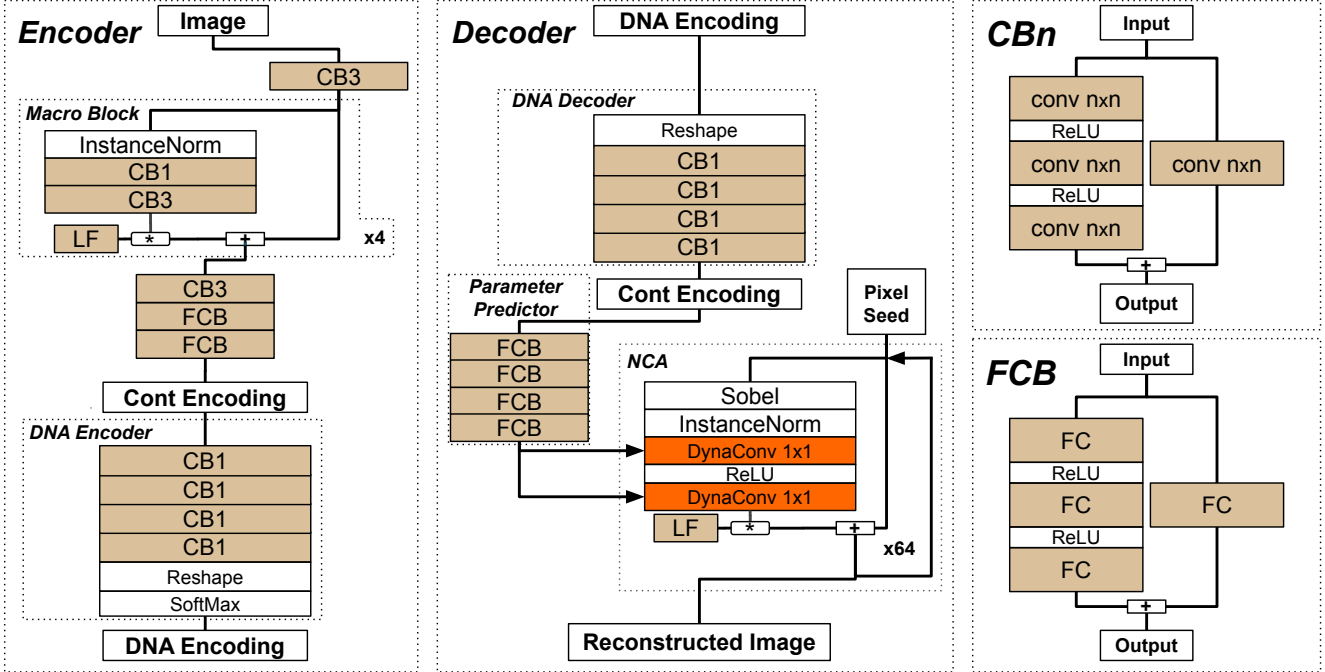 Encoder
Image
CB3
Macro Block
InstanceNorm
CB1
CB3
LF
*
+
x4
CB3
FCB
FCB
Cont Encoding
DNA Encoder
CB1
CB1
CB1
CB1
Reshape
SoftMax
DNA Encoding
Decoder
DNA Encoding
DNA Decoder
Reshape
CB1
CB1
CB1
CB1
Cont Encoding
Parameter
Predictor
FCB
FCB
FCB
FCB
Pixel
Seed
NCA
Sobel
InstanceNorm
DynaConv 1x1
ReLU
DynaConv 1x1
LF
*
+
x64
Reconstructed Image
CBn
Input
conv nxn
ReLU
conv nxn
ReLU
conv nxn
conv nxn
+
Output
FCB
Input
FC
ReLU
FC
ReLU
FC
FC
+
Output